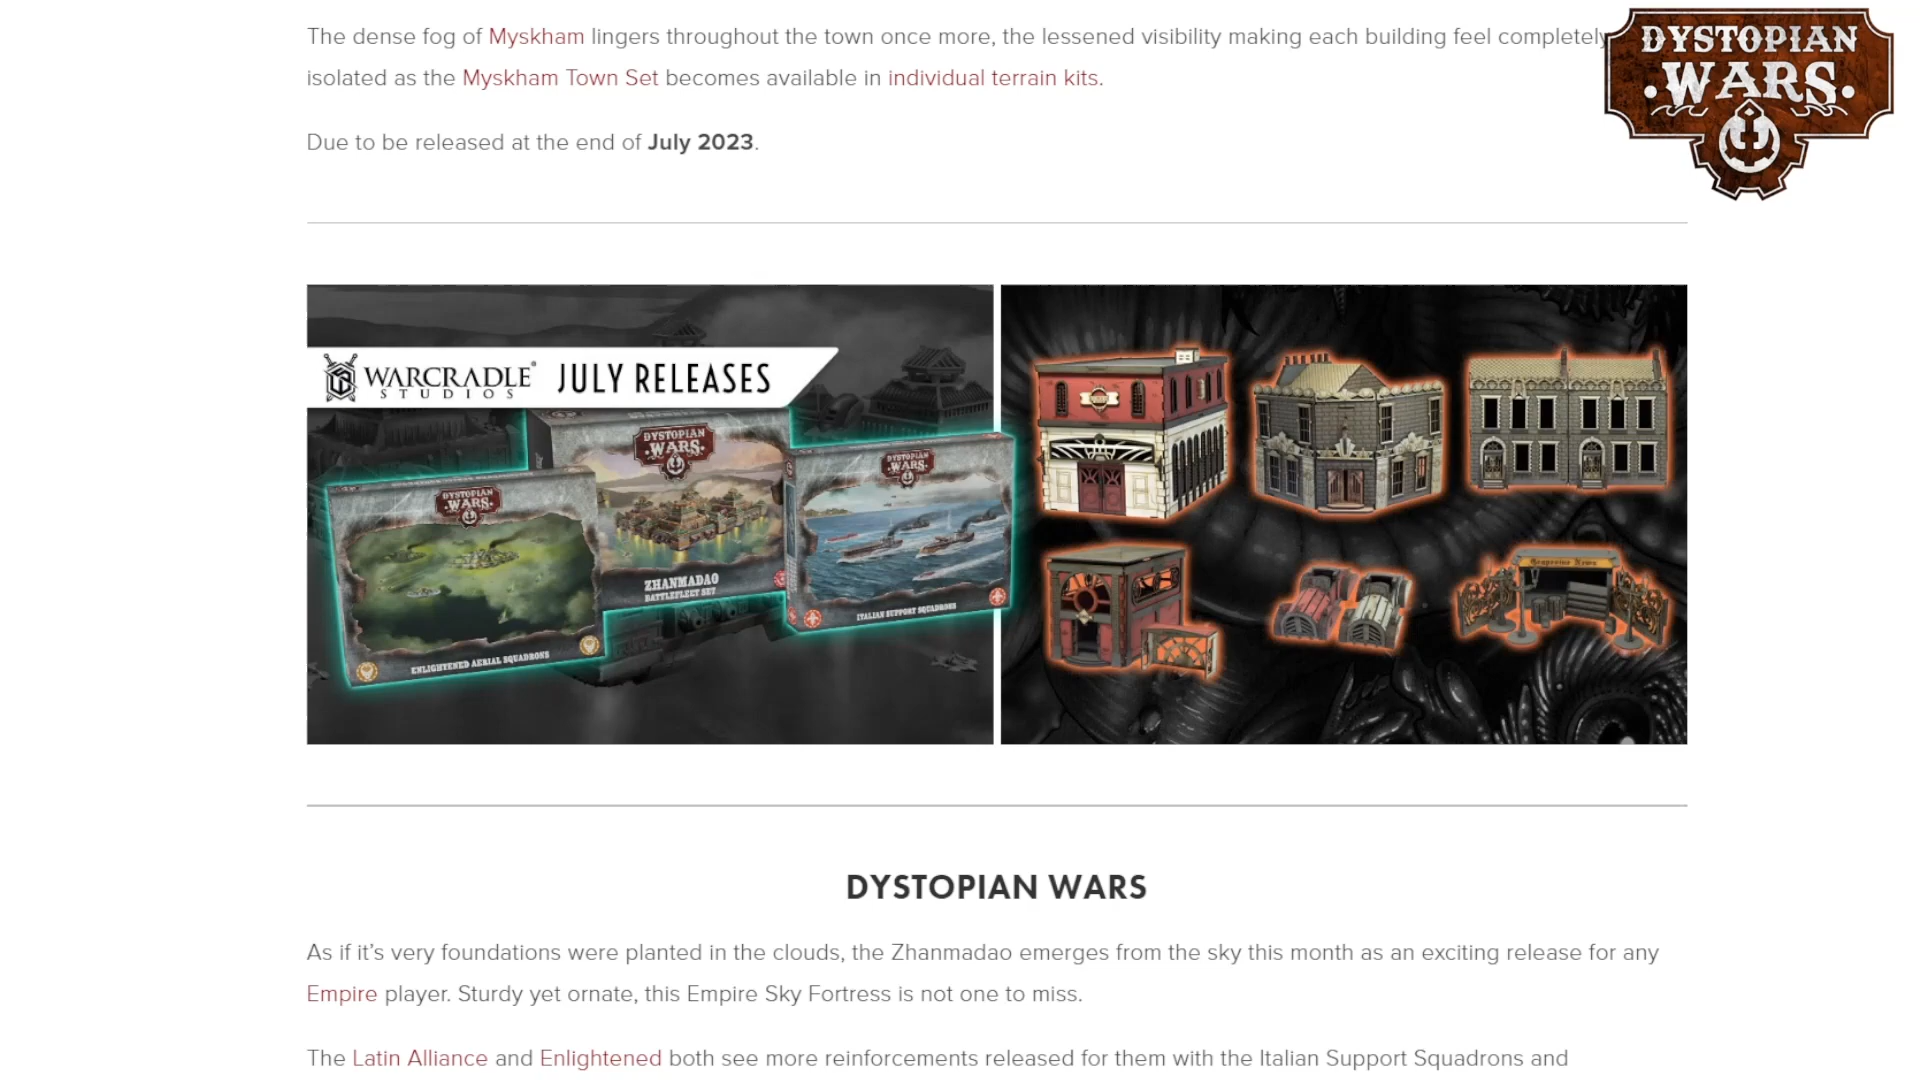 The dense fog of Myskham lingers throughout the town once more, the lessened visibility making each building feel completely
isolated as the Myskham Town Set becomes available in individual terrain kits.
Due to be released at the end of July 2023.
DYSTOPIAN
WARS
WARCRADLE
STUDIOS
JULY RELEASES
DYSTOPIAN
WARS
ENLIGHTENED AERIAL SQUADRONS
DYSTOPIAN
WARS
ZHANMADAO
BATTLEFLEET SET
DYSTOPIAN
WARS
ITALIAN SUPPORT SQUADRONS
Grapevine News
DYSTOPIAN WARS
As if it’s very foundations were planted in the clouds, the Zhanmadao emerges from the sky this month as an exciting release for any
Empire player. Sturdy yet ornate, this Empire Sky Fortress is not one to miss.
The Latin Alliance and Enlightened both see more reinforcements released for them with the Italian Support Squadrons and